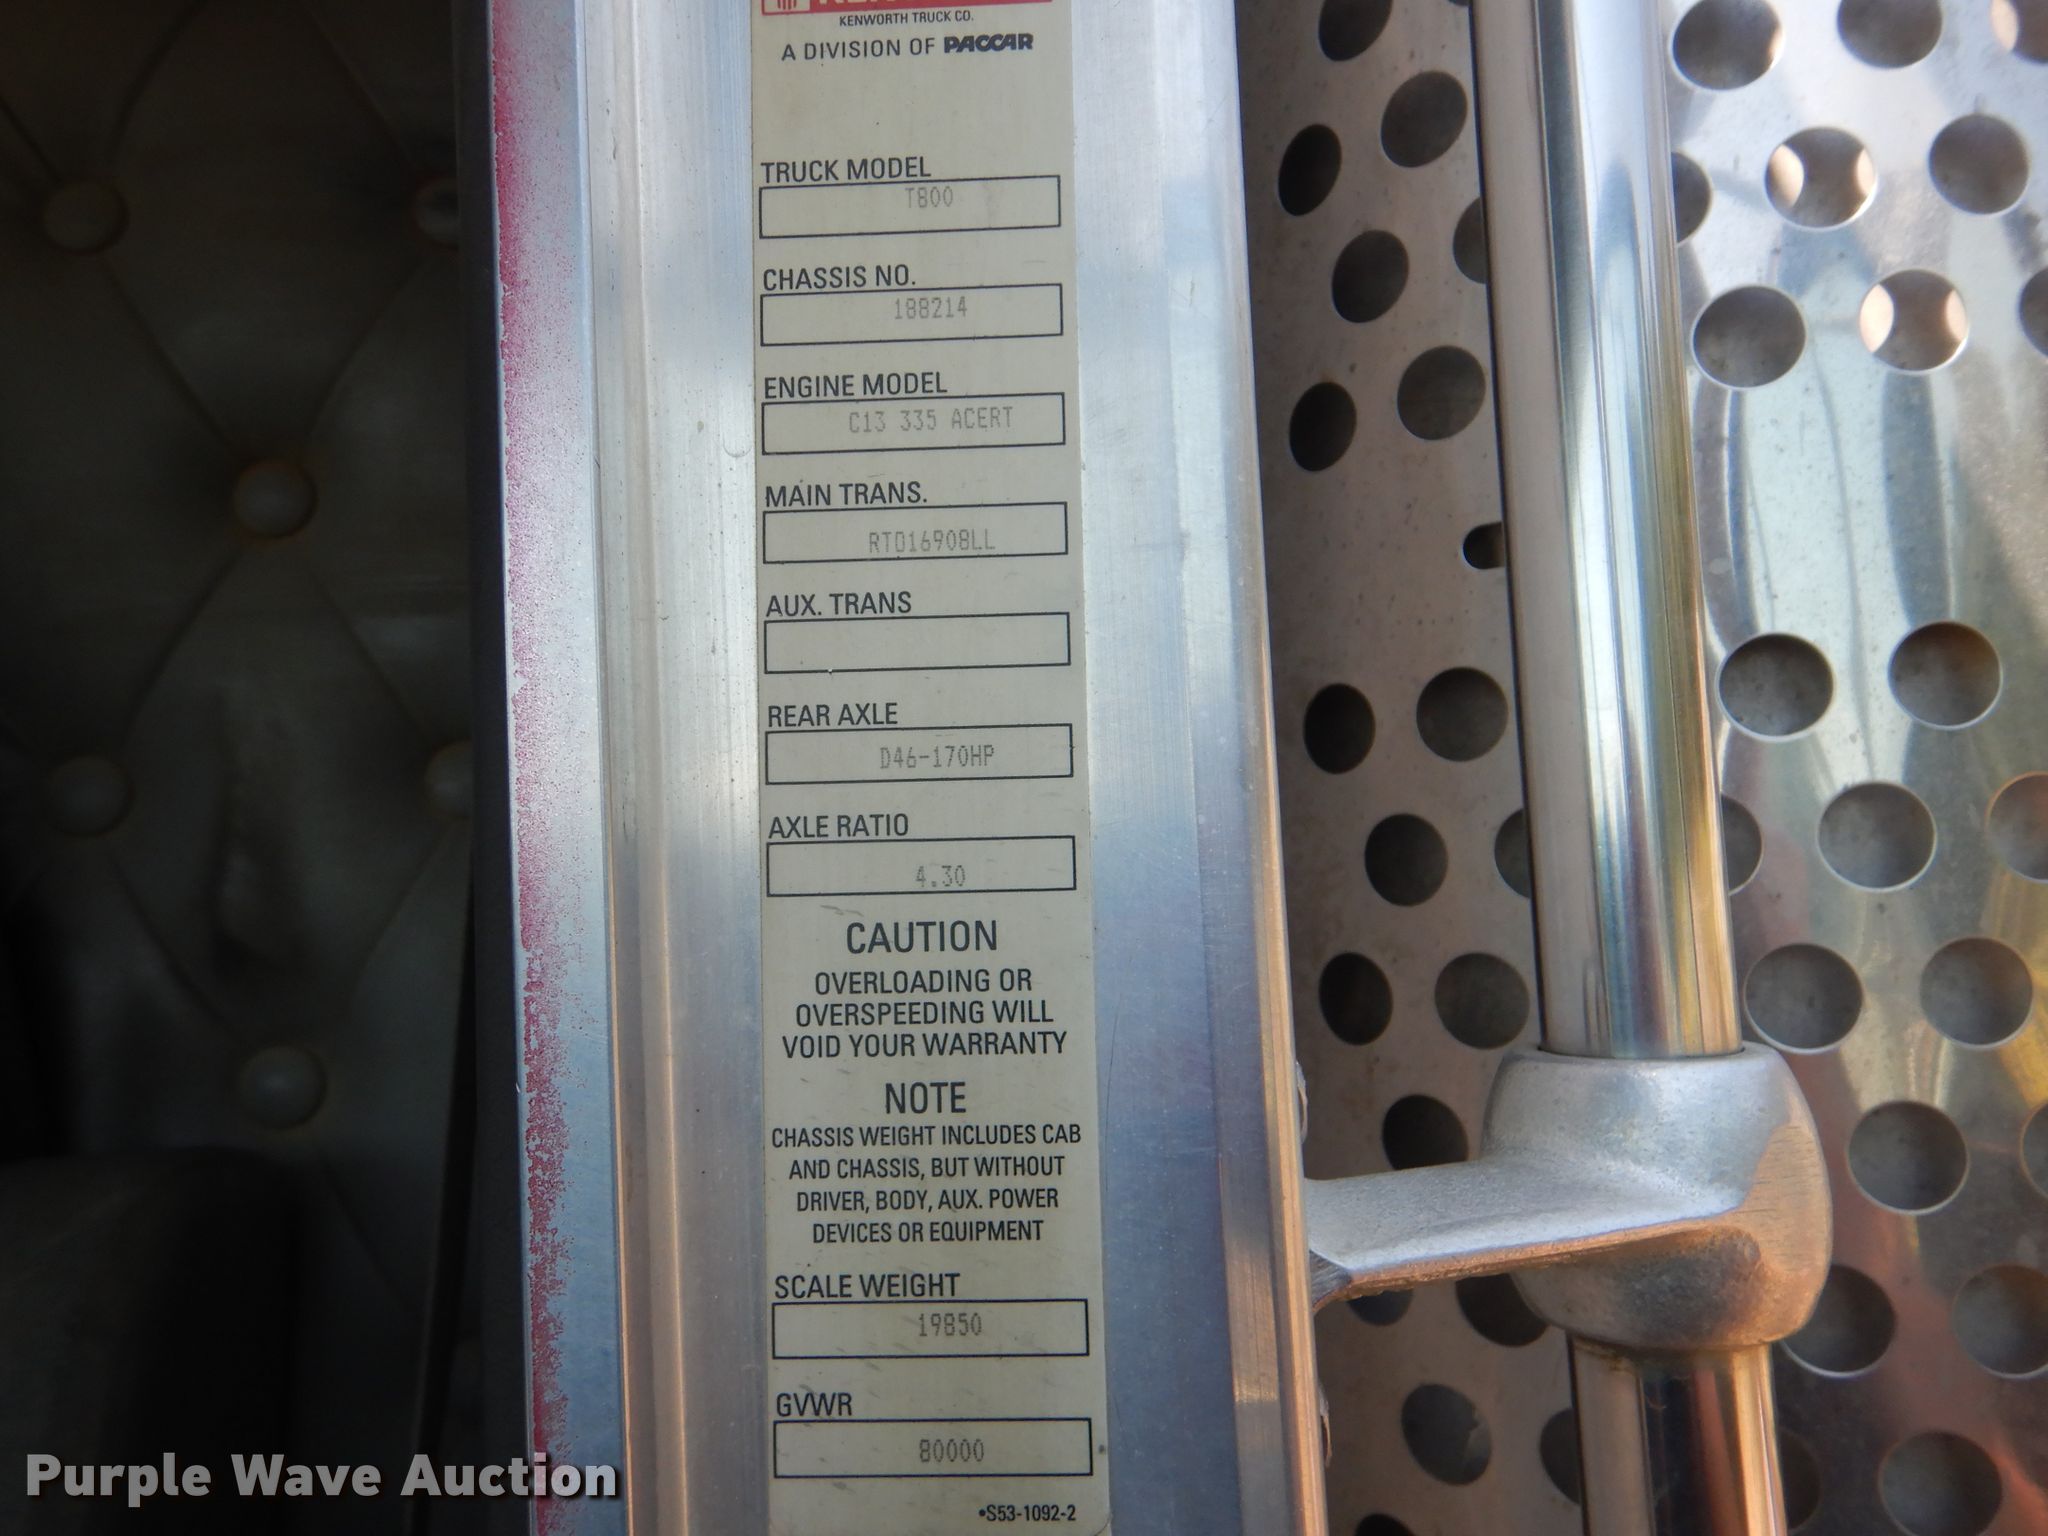 KENWORTH TRUCK CO.
A DIVISION OF PACCAR
TRUCK MODEL
T800
CHASSIS NO.
188214
ENGINE MODEL
C13 335 ACERT
MAIN TRANS.
RTO16908LL
AUX. TRANS
REAR AXLE
D46-170HP
AXLE RATIO
4.30
CAUTION
OVERLOADING OR
OVERSPEEDING WILL
VOID YOUR WARRANTY
NOTE
CHASSIS WEIGHT INCLUDES CAB
AND CHASSIS, BUT WITHOUT
DRIVER, BODY, AUX. POWER
DEVICES OR EQUIPMENT
SCALE WEIGHT
19850
GVWR
80000
•S53-1092-2
Purple Wave Auction